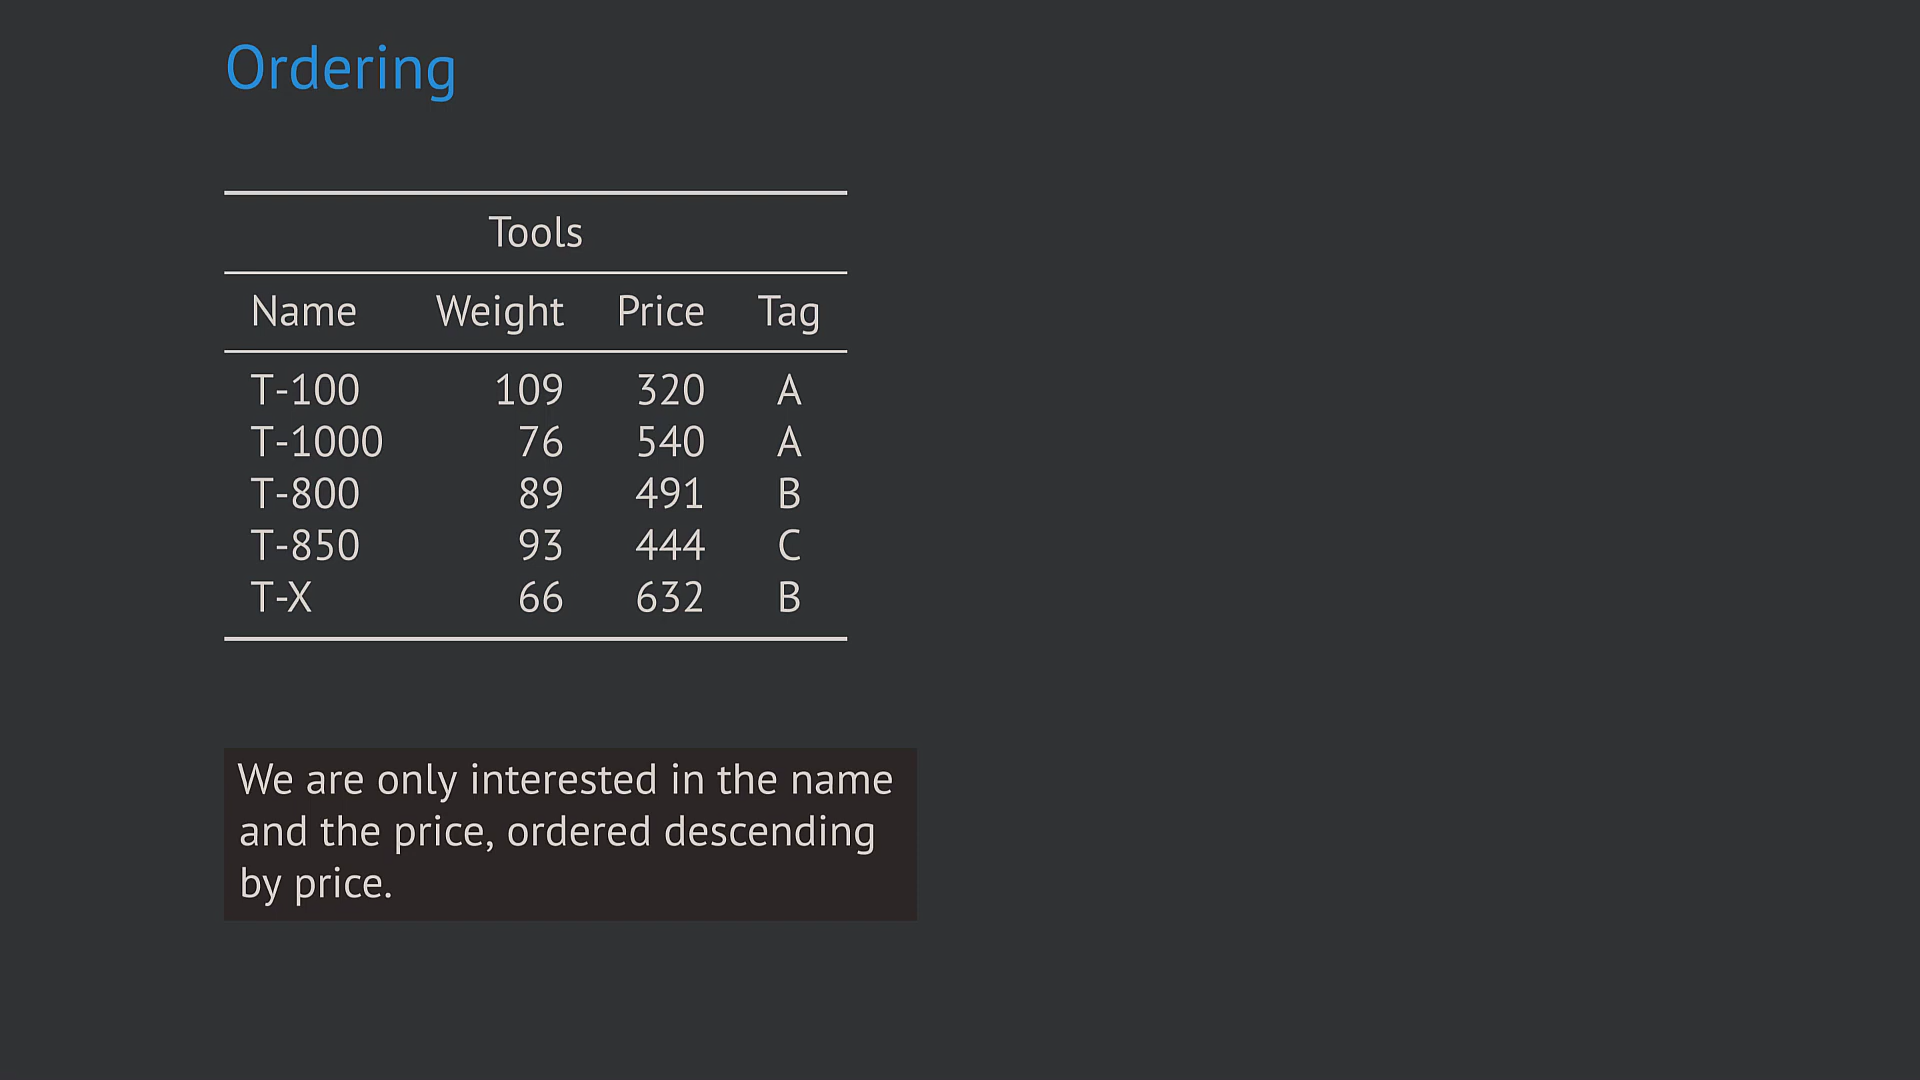 Ordering
Tools
Name Weight Price Tag
T-100 109 320 A
T-1000 76 540 A
T-800 89 491 B
T-850 93 444 C
T-X 66 632 B
We are only interested in the name
and the price, ordered descending
by price.